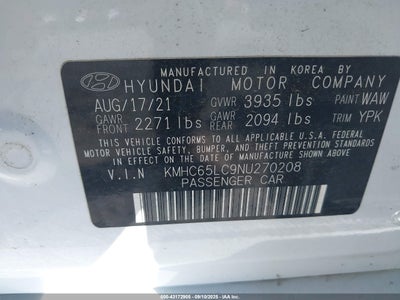 MANUFACTURED IN KOREA BY
HYUNDAI MOTOR COMPANY
AUG/17/21 GVWR 3935 lbs PAINT WAW
GAWR FRONT 2271 lbs GAWR REAR 2094 lbs TRIM YPK
THIS VEHICLE CONFORMS TO ALL APPLICABLE U.S.A. FEDERAL
MOTOR VEHICLE SAFETY, BUMPER, AND THEFT PREVENTION
STANDARDS IN EFFECT ON THE DATE OF MANUFACTURE SHOWN ABOVE.
V.I.N KMHC65LC9NU270208
PASSENGER CAR